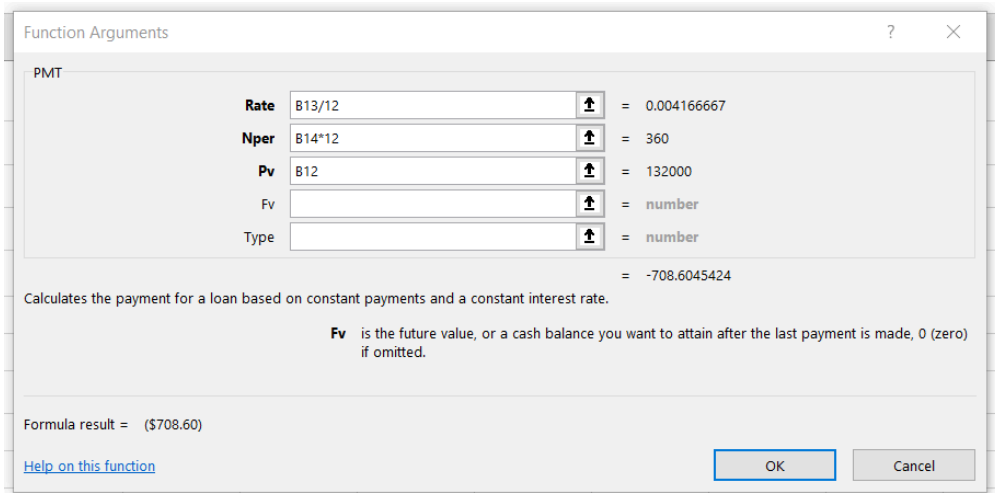 Function Arguments ? ×
PMT
Rate B13/12 = 0.004166667
Nper B14*12 = 360
Pv B12 = 132000
Fv = number
Type = number
= -708.6045424
Calculates the payment for a loan based on constant payments and a constant interest rate.
Fv is the future value, or a cash balance you want to attain after the last payment is made, 0 (zero)
if omitted.
Formula result = ($708.60)
Help on this function OK Cancel